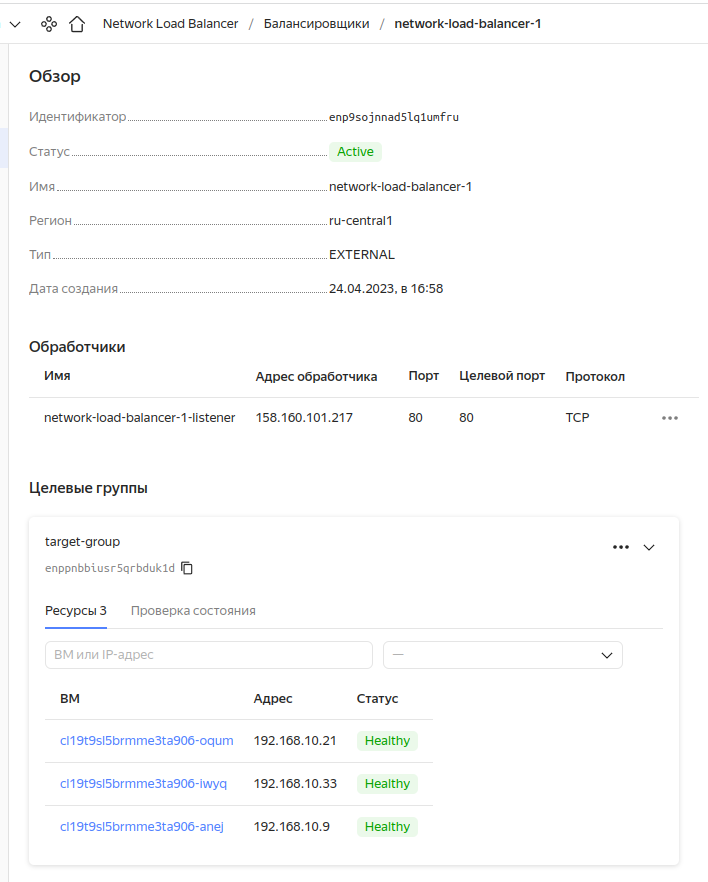 Network Load Balancer / Балансировщики / network-load-balancer-1
Обзор
Идентификатор enp9sojnnad5lq1umfru
Статус Active
Имя network-load-balancer-1
Регион ru-central1
Тип EXTERNAL
Дата создания 24.04.2023, в 16:58
Обработчики
Имя Адрес обработчика Порт Целевой порт Протокол
network-load-balancer-1-listener 158.160.101.217 80 80 TCP
Целевые группы
target-group
enppnbbiusr5qrbduk1d
Ресурсы 3 Проверка состояния
ВМ или IP-адрес —
ВМ Адрес Статус
cl19t9sl5brmme3ta906-oqum 192.168.10.21 Healthy
cl19t9sl5brmme3ta906-iwyq 192.168.10.33 Healthy
cl19t9sl5brmme3ta906-anej 192.168.10.9 Healthy